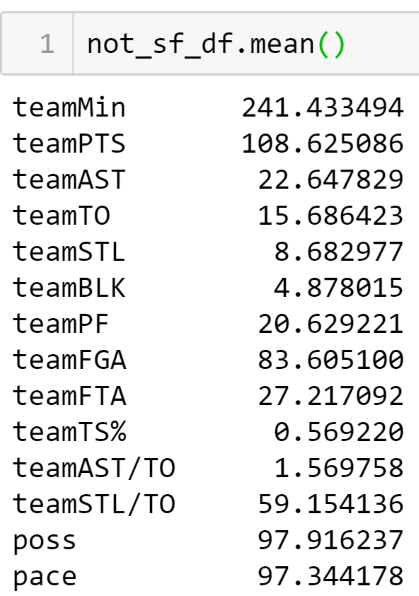 1 not_sf_df.mean()
teamMin 241.433494
teamPTS 108.625086
teamAST 22.647829
teamTO 15.686423
teamSTL 8.682977
teamBLK 4.878015
teamPF 20.629221
teamFGA 83.605100
teamFTA 27.217092
teamTS% 0.569220
teamAST/TO 1.569758
teamSTL/TO 59.154136
poss 97.916237
pace 97.344178